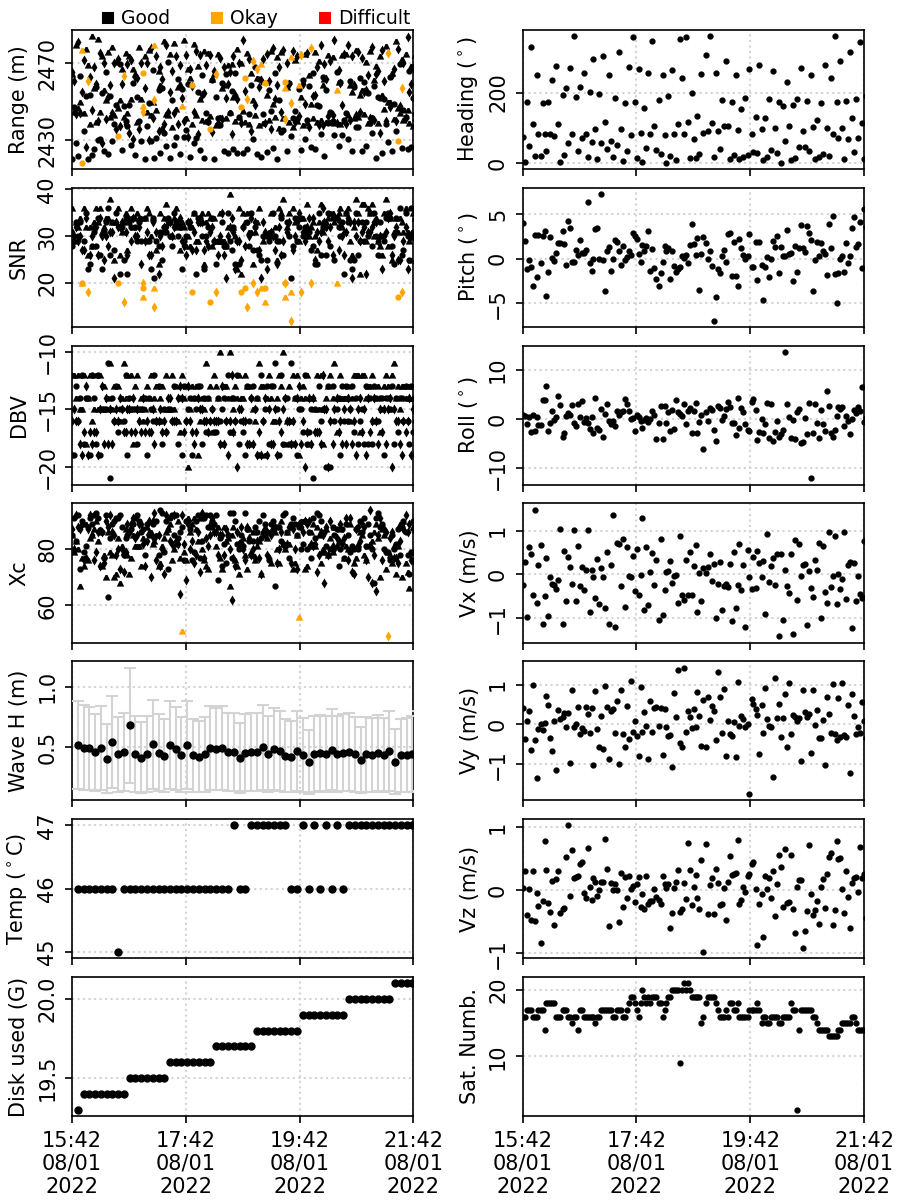 Good Okay Difficult
Range (m)
2470
2430
Heading ( ° )
200
0
SNR
40
30
20
Pitch ( ° )
5
0
−5
DBV
−10
−15
−20
Roll ( ° )
10
0
−10
Xc
80
60
Vx (m/s)
1
0
−1
Wave H (m)
1.0
0.5
Vy (m/s)
1
0
−1
Temp ( ° C)
47
46
45
Vz (m/s)
1
0
−1
Disk used (G)
20.0
19.5
Sat. Numb.
20
10
15:42 17:42 19:42 21:42 15:42 17:42 19:42 21:42
08/01 08/01 08/01 08/01 08/01 08/01 08/01 08/01
2022 2022 2022 2022 2022 2022 2022 2022